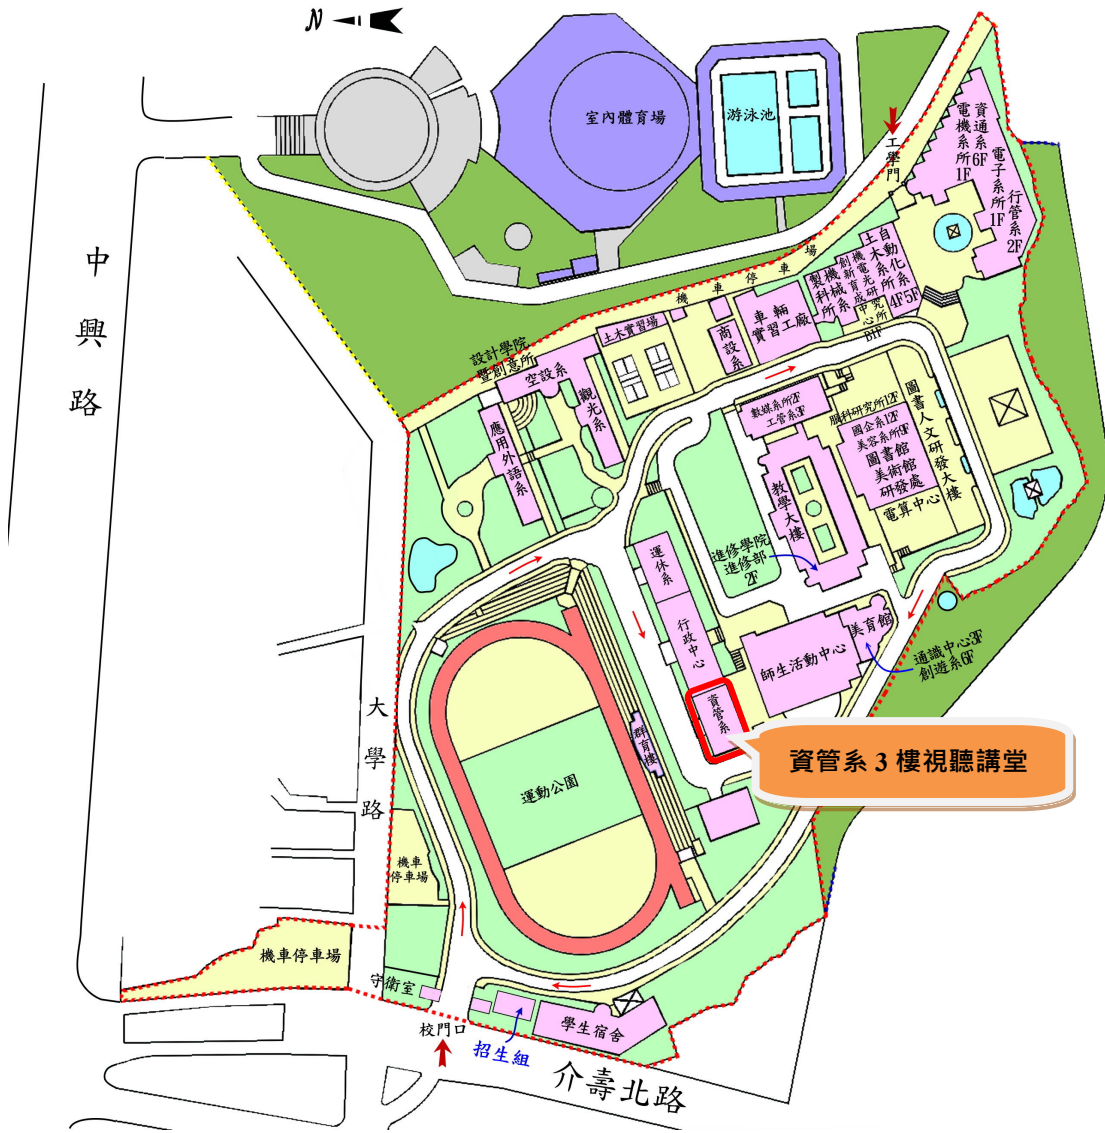 N
室內體育場
游泳池
工學門
資通系6F
電機系所1F
電子系所1F
行管系2F
中興路
機車停車場
自動化系5F
土木系所4F
機電光研究所
創新育成中心B1F
機械系
製科所
車輛
實習工廠
商設系
土木實習場
設計學院
暨創意所
空設系
觀光系
應用外語系
數媒系所2F
工管系3F
服科研究所12F
國企系12F
美容系所9F
圖書館
美術館
研發處
電算中心
圖書人文研發大樓
教學大樓
進修學院
進修部
2F
運休系
行政中心
資管系
師生活動中心
美育館
通識中心3F
創遊系6F
資管系 3 樓視聽講堂
群育樓
運動公園
大學路
機車
停車場
機車停車場
守衛室
校門口
招生組
學生宿舍
介壽北路